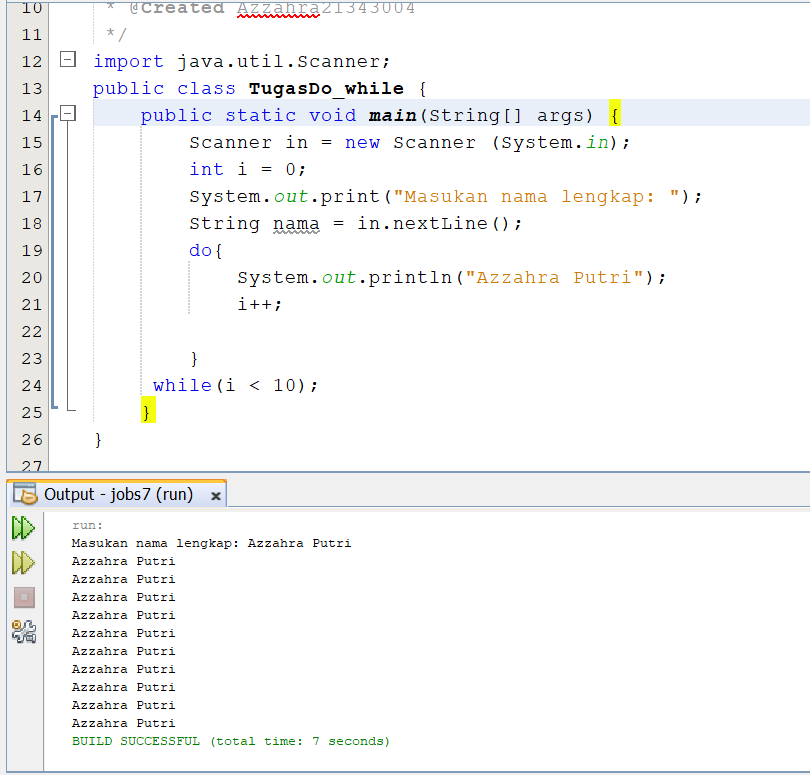 10 * @Created Azzahra21343004
11 */
12 import java.util.Scanner;
13 public class TugasDo_while {
14 public static void main(String[] args) {
15 Scanner in = new Scanner (System.in);
16 int i = 0;
17 System.out.print("Masukan nama lengkap: ");
18 String nama = in.nextLine();
19 do{
20 System.out.println("Azzahra Putri");
21 i++;
22
23 }
24 while(i < 10);
25 }
26 }
27
Output - jobs7 (run) ×
run:
Masukan nama lengkap: Azzahra Putri
Azzahra Putri
Azzahra Putri
Azzahra Putri
Azzahra Putri
Azzahra Putri
Azzahra Putri
Azzahra Putri
Azzahra Putri
Azzahra Putri
Azzahra Putri
BUILD SUCCESSFUL (total time: 7 seconds)